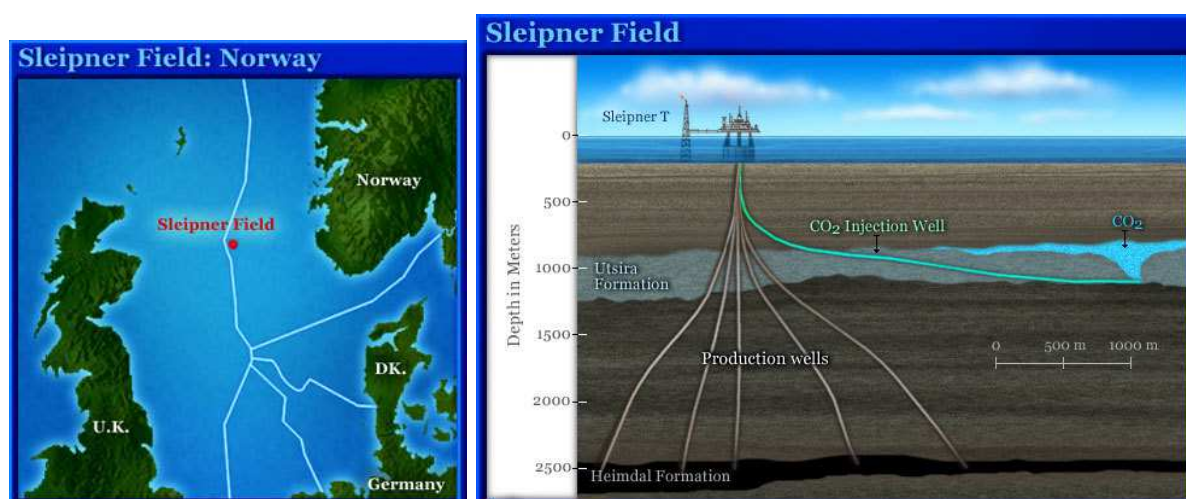 Sleipner Field: Norway
Norway
Sleipner Field
DK.
U.K.
Germany
Sleipner Field
Sleipner T
0
500
CO2 Injection Well
CO2
1000
Utsira
Formation
Depth in Meters
1500
0 500 m 1000 m.
Production wells
2000
2500
Heimdal Formation